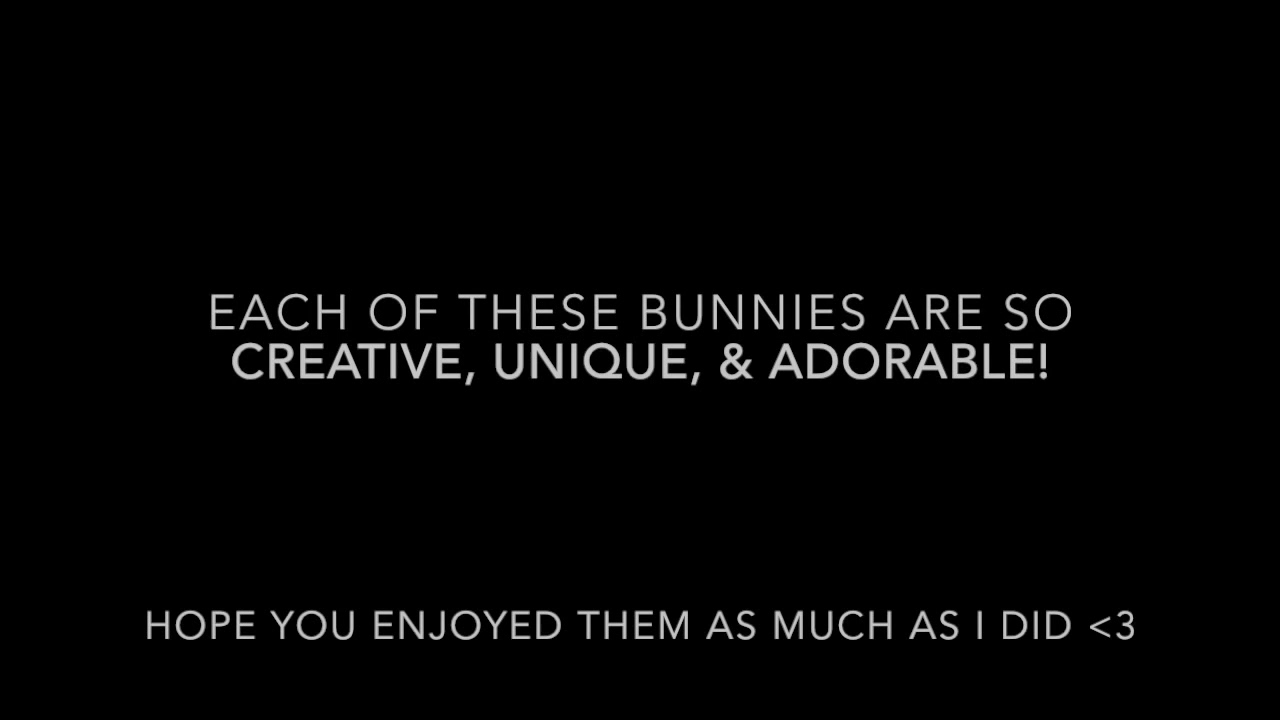 EACH OF THESE BUNNIES ARE SO
CREATIVE, UNIQUE, & ADORABLE!
HOPE YOU ENJOYED THEM AS MUCH AS I DID <3